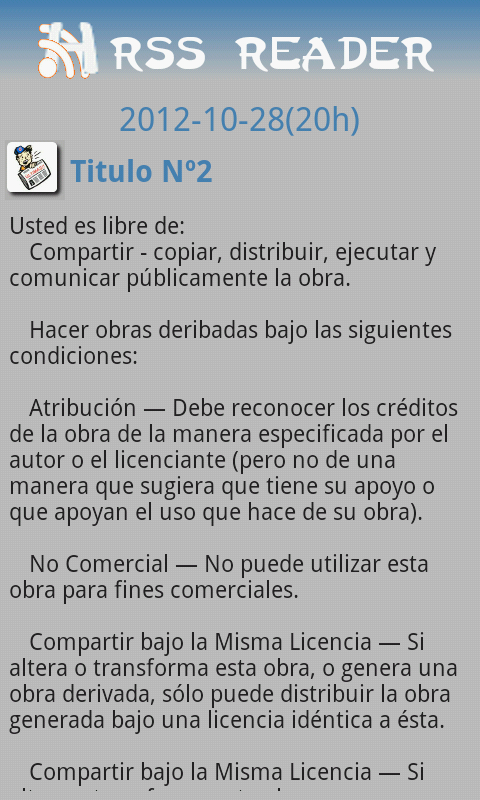 RSS READER
2012-10-28(20h)
Titulo Nº2
Usted es libre de:
Compartir - copiar, distribuir, ejecutar y
comunicar públicamente la obra.
Hacer obras deribadas bajo las siguientes
condiciones:
Atribución — Debe reconocer los créditos
de la obra de la manera especificada por el
autor o el licenciante (pero no de una
manera que sugiera que tiene su apoyo o
que apoyan el uso que hace de su obra).
No Comercial — No puede utilizar esta
obra para fines comerciales.
Compartir bajo la Misma Licencia — Si
altera o transforma esta obra, o genera una
obra derivada, sólo puede distribuir la obra
generada bajo una licencia idéntica a ésta.
Compartir bajo la Misma Licencia — Si